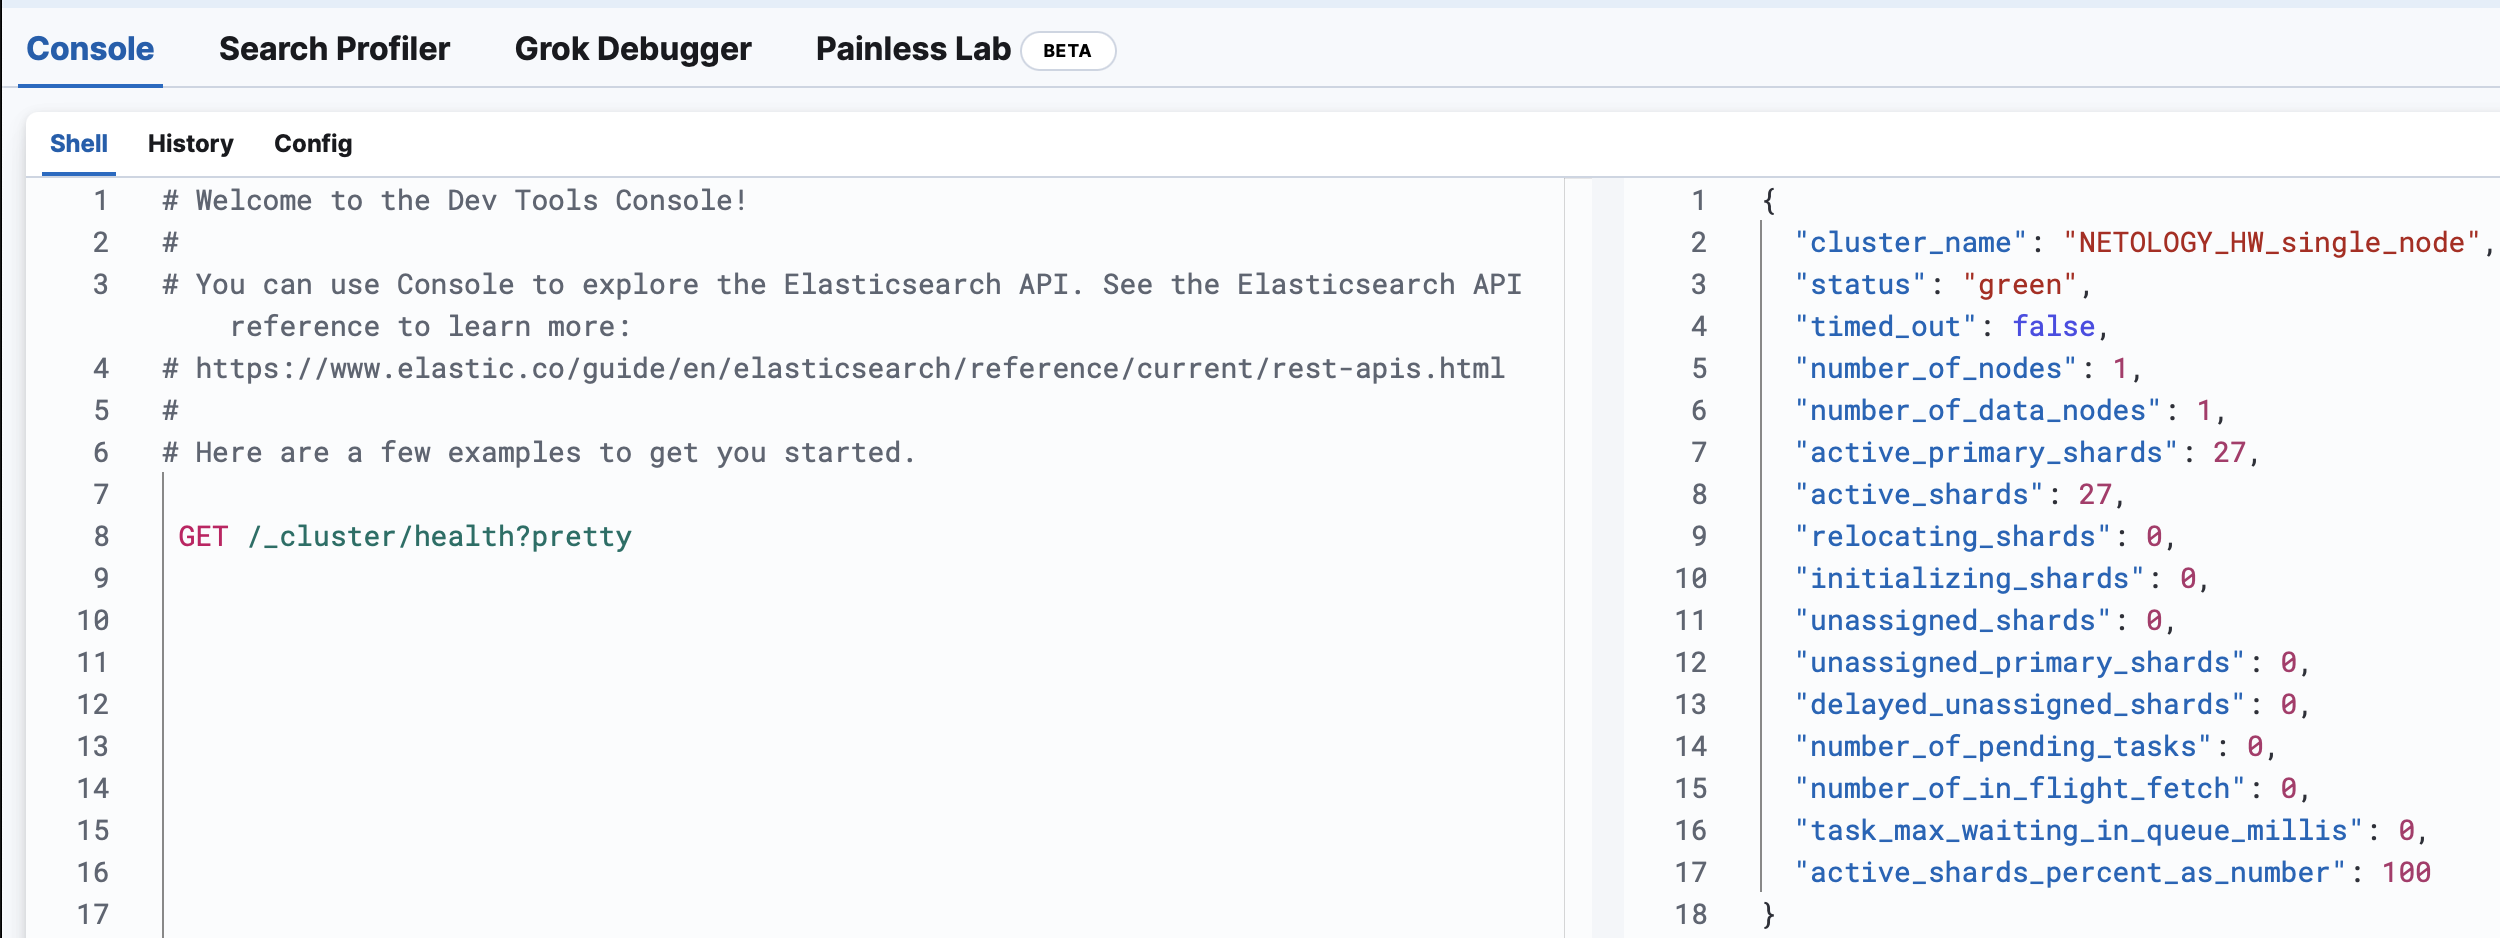 Console Search Profiler Grok Debugger Painless Lab BETA
Shell History Config
1 # Welcome to the Dev Tools Console!
2 #
3 # You can use Console to explore the Elasticsearch API. See the Elasticsearch API
reference to learn more:
4 # https://www.elastic.co/guide/en/elasticsearch/reference/current/rest-apis.html
5 #
6 # Here are a few examples to get you started.
7
8 GET /_cluster/health?pretty
9
10
11
12
13
14
15
16
17
1 {
2 "cluster_name": "NETOLOGY_HW_single_node",
3 "status": "green",
4 "timed_out": false,
5 "number_of_nodes": 1,
6 "number_of_data_nodes": 1,
7 "active_primary_shards": 27,
8 "active_shards": 27,
9 "relocating_shards": 0,
10 "initializing_shards": 0,
11 "unassigned_shards": 0,
12 "unassigned_primary_shards": 0,
13 "delayed_unassigned_shards": 0,
14 "number_of_pending_tasks": 0,
15 "number_of_in_flight_fetch": 0,
16 "task_max_waiting_in_queue_millis": 0,
17 "active_shards_percent_as_number": 100
18 }